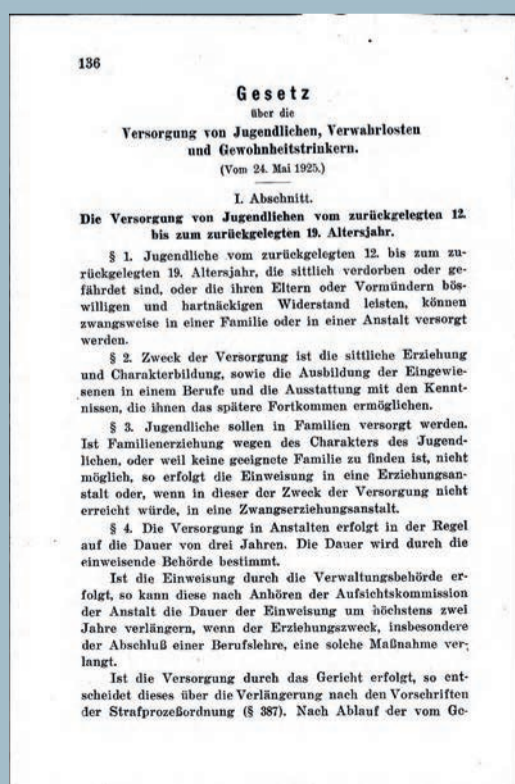 136
Gesetz
über die
Versorgung von Jugendlichen, Verwahrlosten
und Gewohnheitstrinkern.
(Vom 24. Mai 1925.)
I. Abschnitt.
Die Versorgung von Jugendlichen vom zurückgelegten 12.
bis zum zurückgelegten 19. Altersjahr.
§ 1. Jugendliche vom zurückgelegten 12. bis zum zu-
rückgelegten 19. Altersjahr, die sittlich verdorben oder ge-
fährdet sind, oder die ihren Eltern oder Vormündern bös-
willigen und hartnäckigen Widerstand leisten, können
zwangsweise in einer Familie oder in einer Anstalt versorgt
werden.
§ 2. Zweck der Versorgung ist die sittliche Erziehung
und Charakterbildung, sowie die Ausbildung der Eingewie-
senen in einem Berufe und die Ausstattung mit den Kennt-
nissen, die ihnen das spätere Fortkommen ermöglichen.
§ 3. Jugendliche sollen in Familien versorgt werden.
Ist Familienerziehung wegen des Charakters des Jugend-
lichen, oder weil keine geeignete Familie zu finden ist, nicht
möglich, so erfolgt die Einweisung in eine Erziehungsan-
stalt oder, wenn in dieser der Zweck der Versorgung nicht
erreicht würde, in eine Zwangserziehungsanstalt.
§ 4. Die Versorgung in Anstalten erfolgt in der Regel
auf die Dauer von drei Jahren. Die Dauer wird durch die
einweisende Behörde bestimmt.
Ist die Einweisung durch die Verwaltungsbehörde er-
folgt, so kann diese nach Anhören der Aufsichtskommission
der Anstalt die Dauer der Einweisung um höchstens zwei
Jahre verlängern, wenn der Erziehungszweck, insbesondere
der Abschluß einer Berufslehre, eine solche Maßnahme ver-
langt.
Ist die Versorgung durch das Gericht erfolgt, so ent-
scheidet dieses über die Verlängerung nach den Vorschriften
der Strafprozeßordnung (§ 387). Nach Ablauf der vom Ge-